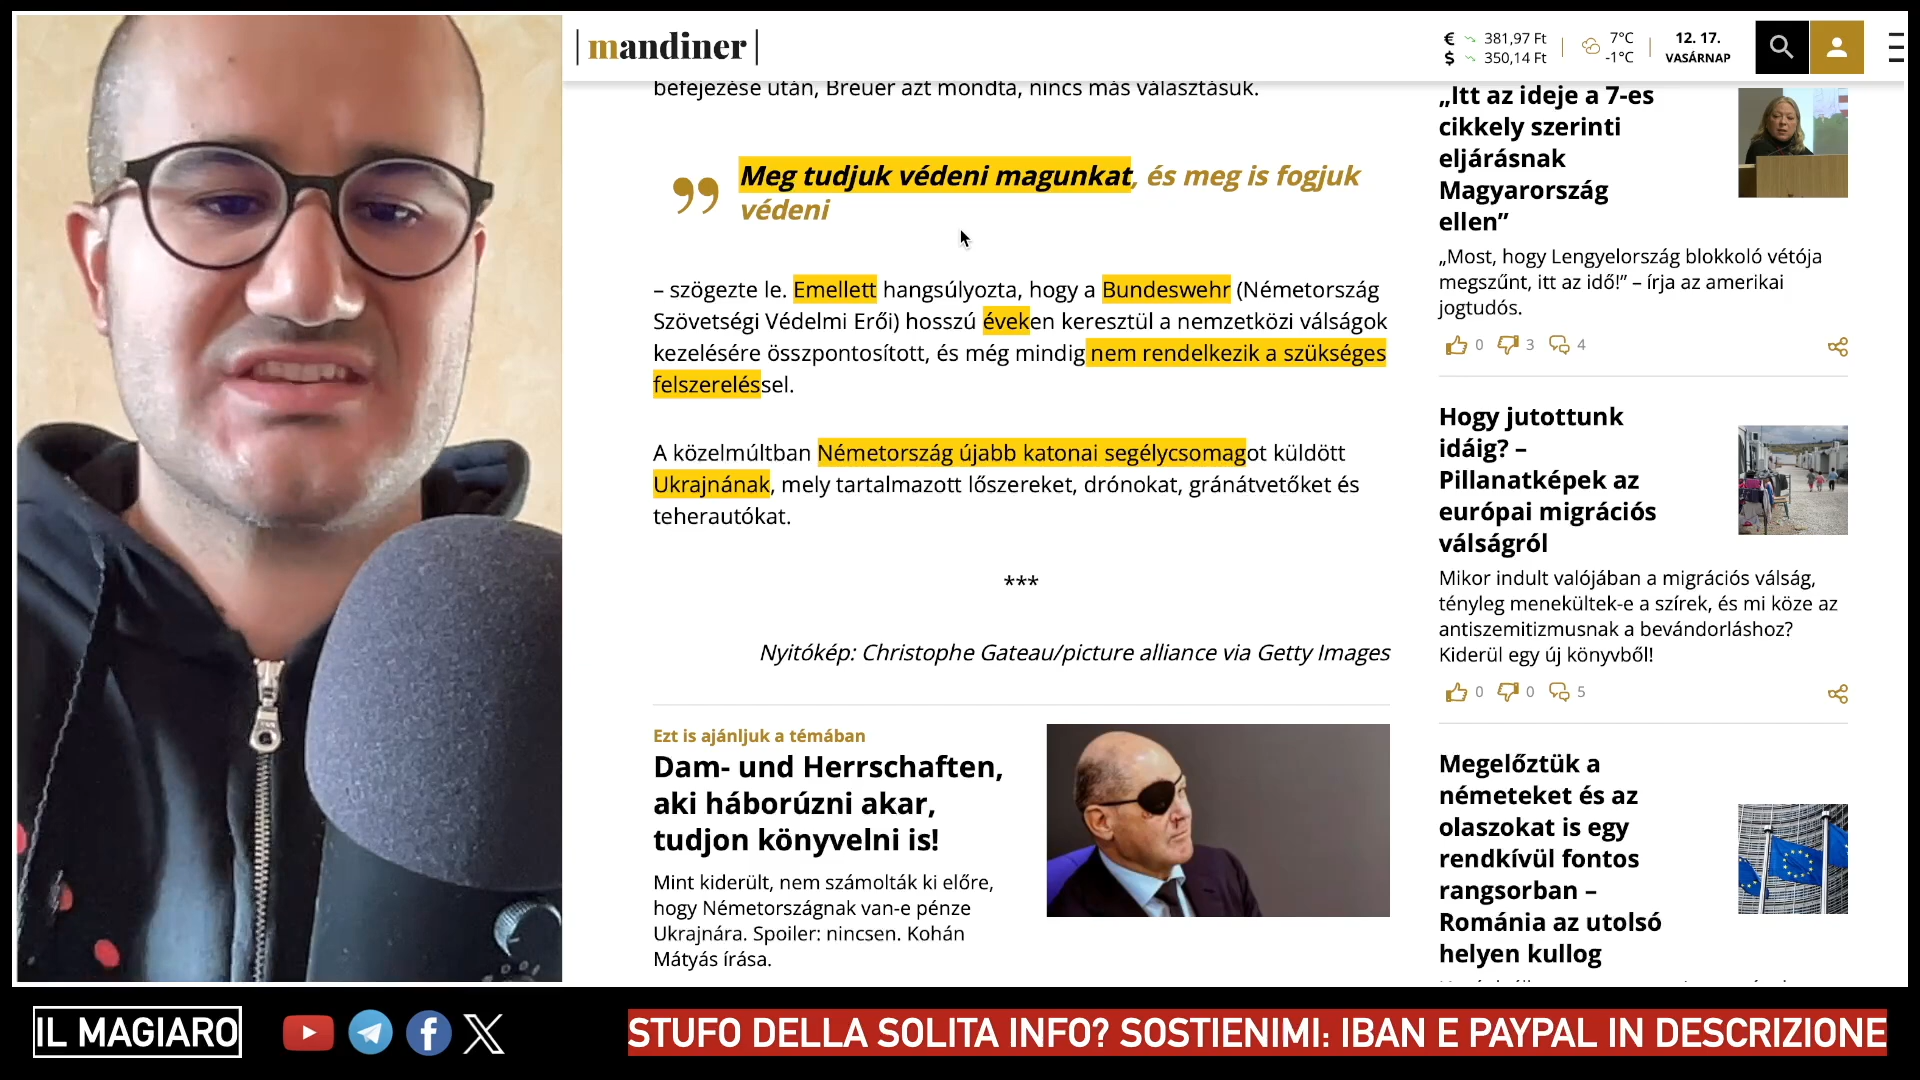 mandiner
€ 381,97 Ft
$ 350,14 Ft
7°C
-1°C
12. 17.
VASÁRNAP
befejezése után, Breuer azt mondta, nincs más választásuk.
Meg tudjuk védeni magunkat, és meg is fogjuk
védeni
– szögezte le. Emellett hangsúlyozta, hogy a Bundeswehr (Németország
Szövetségi Védelmi Erői) hosszú éveken keresztül a nemzetközi válságok
kezelésére összpontosított, és még mindig nem rendelkezik a szükséges
felszereléssel.
A közelmúltban Németország újabb katonai segélycsomagot küldött
Ukrajnának, mely tartalmazott lőszereket, drónokat, gránátvetőket és
teherautókat.
***
Nyitókép: Christophe Gateau/picture alliance via Getty Images
Ezt is ajánljuk a témában
Dam- und Herrschaften,
aki háborúzni akar,
tudjon könyvelni is!
Mint kiderült, nem számolták ki előre,
hogy Németországnak van-e pénze
Ukrajnára. Spoiler: nincsen. Kohán
Mátyás írása.
„Itt az ideje a 7-es
cikkely szerinti
eljárásnak
Magyarország
ellen”
„Most, hogy Lengyelország blokkoló vétója
megszűnt, itt az idő!” – írja az amerikai
jogtudós.
0 3 4
Hogy jutottunk
idáig? –
Pillanatképek az
európai migrációs
válságról
Mikor indult valójában a migrációs válság,
tényleg menekültek-e a szírek, és mi köze az
antiszemitizmusnak a bevándorláshoz?
Kiderül egy új könyvből!
0 0 5
Megelőztük a
németeket és az
olaszokat is egy
rendkívül fontos
rangsorban –
Románia az utolsó
helyen kullog
IL MAGIARO
STUFO DELLA SOLITA INFO? SOSTIENIMI: IBAN E PAYPAL IN DESCRIZIONE